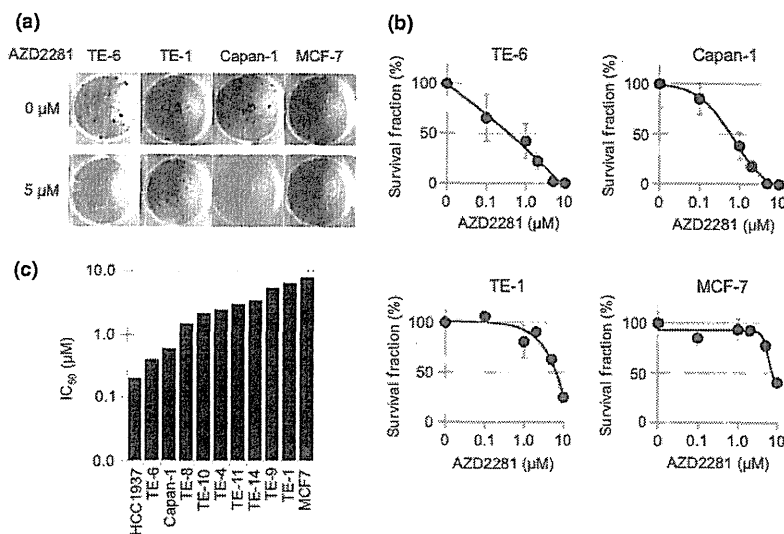 (a)
AZD2281 TE-6 TE-1 Capan-1 MCF-7
0 µM
5 µM
(b)
TE-6
Survival fraction (%)
100
50
0
0 0.1 1.0 10
AZD2281 (µM)
Capan-1
Survival fraction (%)
100
50
0
0 0.1 1.0 10
AZD2281 (µM)
TE-1
Survival fraction (%)
100
50
0
0 0.1 1.0 10
AZD2281 (µM)
MCF-7
Survival fraction (%)
100
50
0
0 0.1 1.0 10
AZD2281 (µM)
(c)
IC50 (µM)
10.0
1.0
0.1
0.0
HCC1937
TE-6
Capan-1
TE-8
TE-10
TE-4
TE-11
TE-14
TE-9
TE-1
MCF7